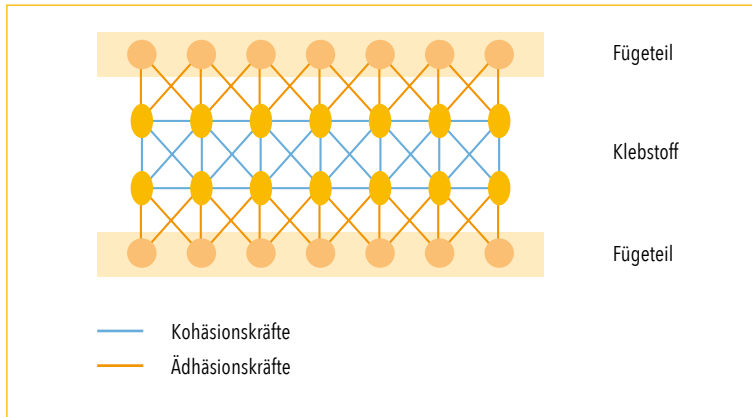 Fügeteil
Klebstoff
Fügeteil
Kohäsionskräfte
Ädhäsionskräfte